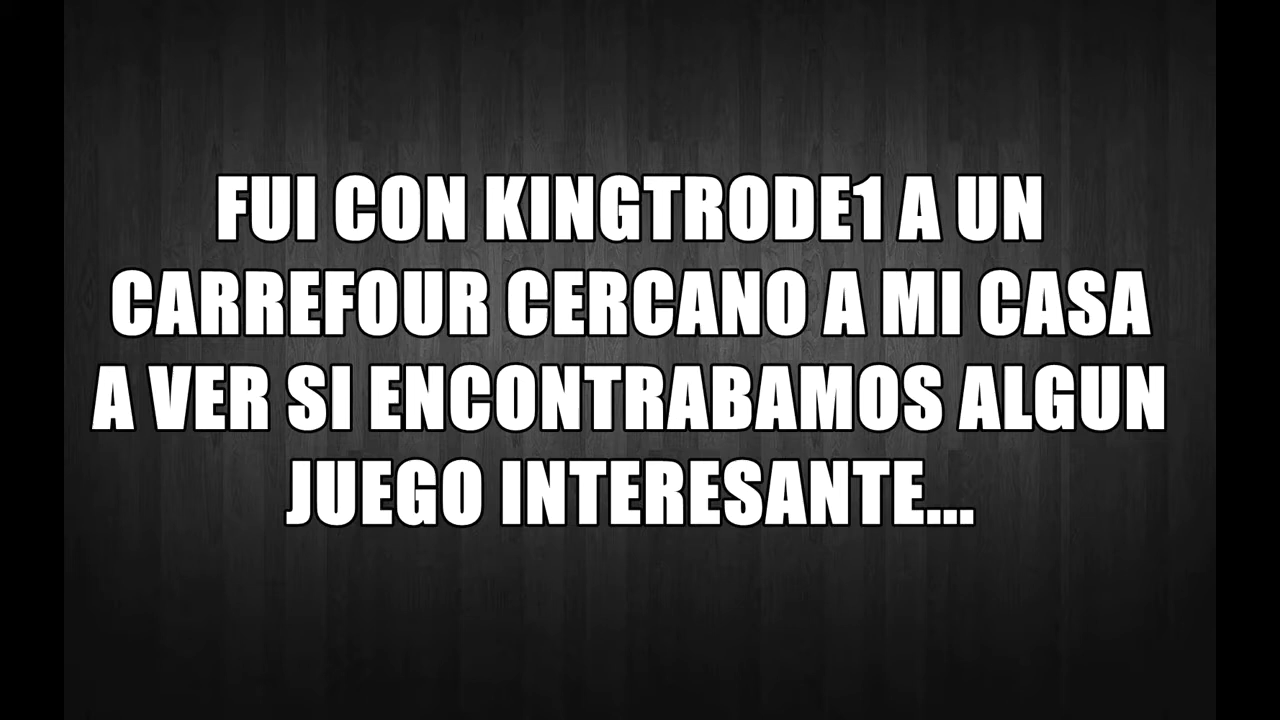 FUI CON KINGTRODE1 A UN
CARREFOUR CERCANO A MI CASA
A VER SI ENCONTRABAMOS ALGUN
JUEGO INTERESANTE...